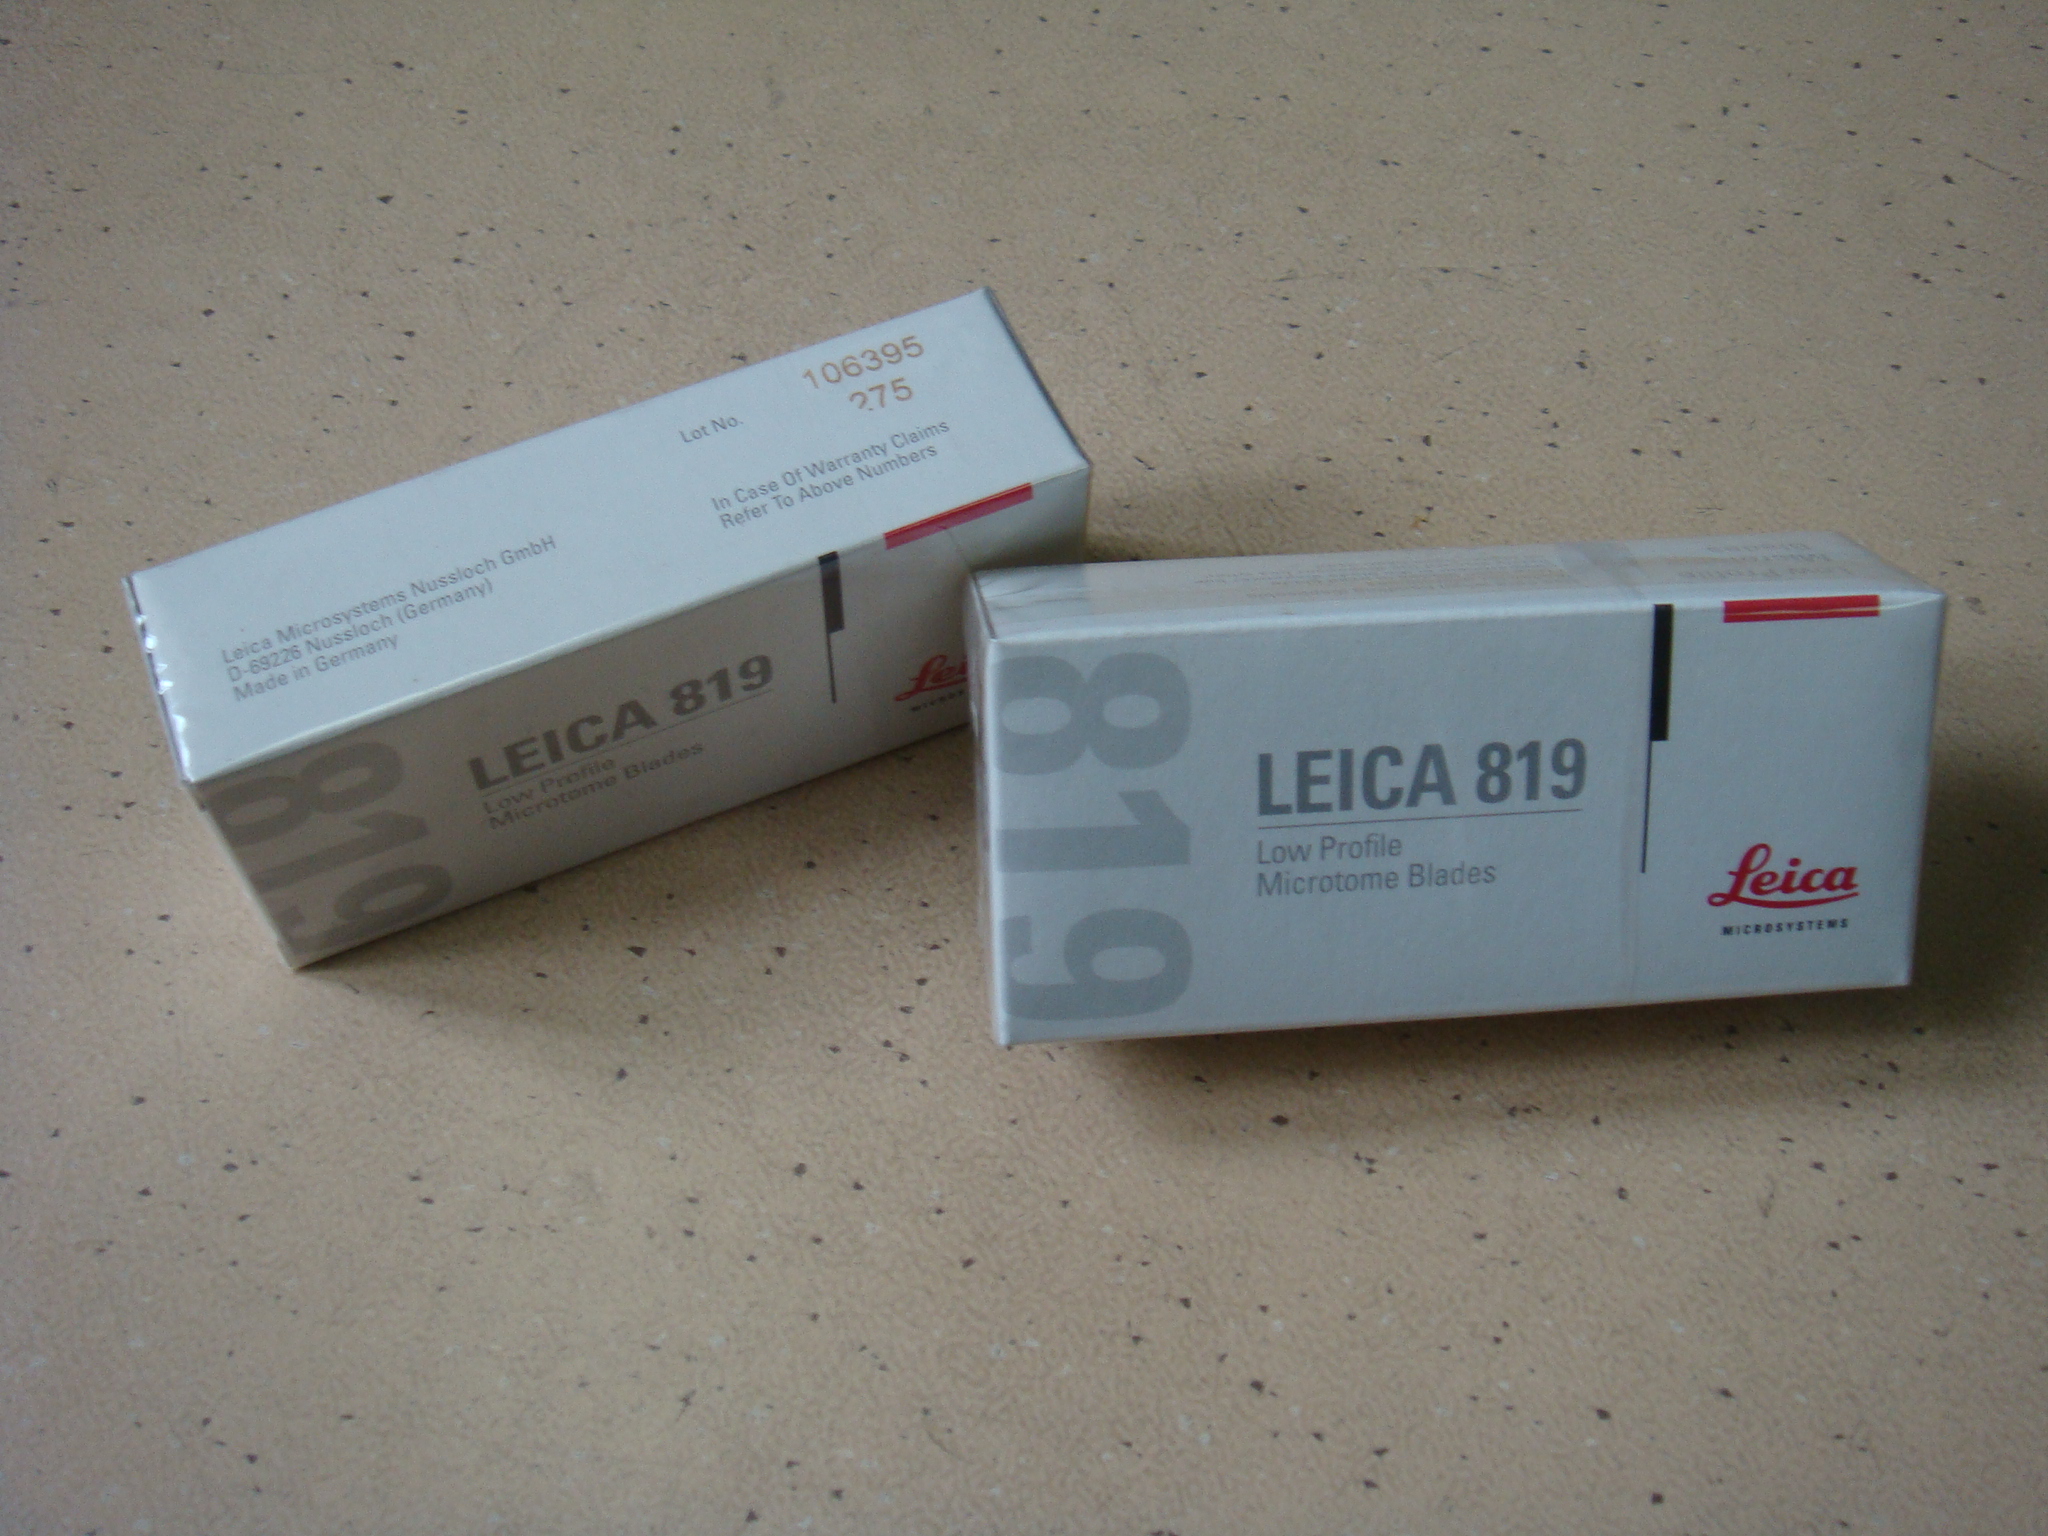 106395
275
Lot No.
In Case Of Warranty Claims
Refer To Above Numbers
Leica Microsystems Nussloch GmbH
D-69226 Nussloch (Germany)
Made in Germany
819
LEICA 819
Low Profile
Microtome Blades
819
LEICA 819
Low Profile
Microtome Blades
Leica
MICROSYSTEMS